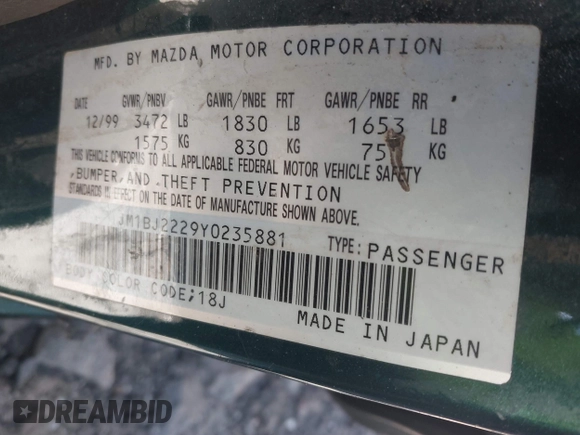 MFD. BY MAZDA MOTOR CORPORATION
DATE GVWR/PNBV GAWR/PNBE FRT GAWR/PNBE RR
12/99 3472 LB 1830 LB 1653 LB
1575 KG 830 KG 75 KG
THIS VEHICLE CONFORMS TO ALL APPLICABLE FEDERAL MOTOR VEHICLE SAFETY
, BUMPER, AND . THEFT PREVENTION
STANDARDS IN EFFECT ON THE DATE OF MANUFACTURE SHOWN ABOVE.
JM1BJ2229Y0235881 TYPE: PASSENGER
BODY COLOR CODE;18J
MADE IN JAPAN
DREAMBID